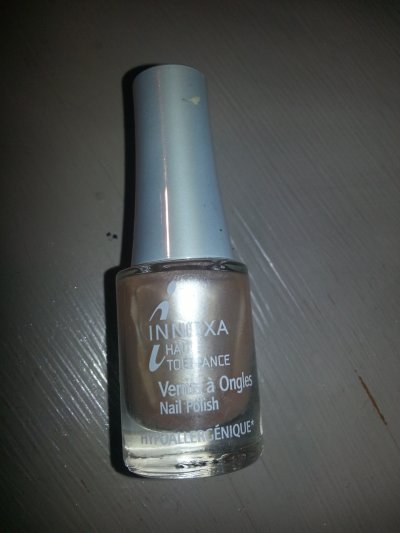 INNOXA
HAUTE
TOLÉRANCE
Vernis à Ongles
Nail Polish
HYPOALLERGÉNIQUE*